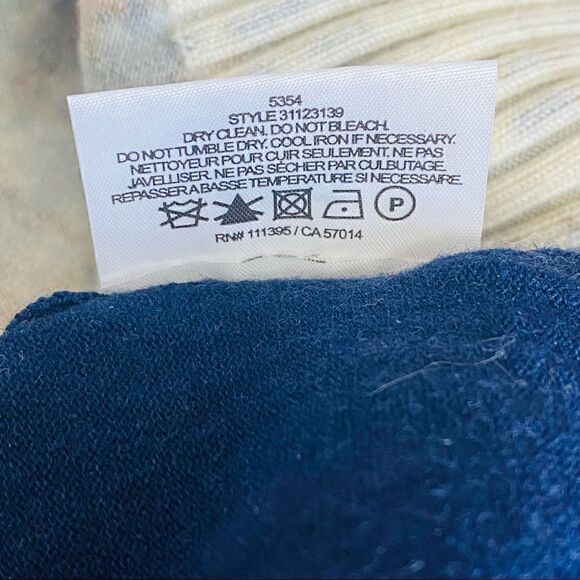 5354
STYLE 31123139
DRY CLEAN. DO NOT BLEACH.
DO NOT TUMBLE DRY. COOL IRON IF NECESSARY.
NETTOYEUR POUR CUIR SEULEMENT. NE PAS
JAVELLISER. NE PAS SÉCHER PAR CULBUTAGE.
REPASSER A BASSE TEMPERATURE SI NECESSAIRE.
P
RN# 111395 / CA 57014